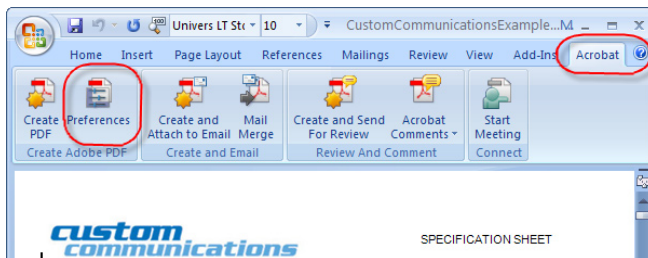 Univers LT Sto 10 CustomCommunicationsExample...M
Home Insert Page Layout References Mailings Review View Add-Ins Acrobat
Create PDF
Preferences
Create and Attach to Email
Mail Merge
Create and Send For Review
Acrobat Comments
Start Meeting
Create Adobe PDF Create and Email Review And Comment Connect
custom
communications
SPECIFICATION SHEET